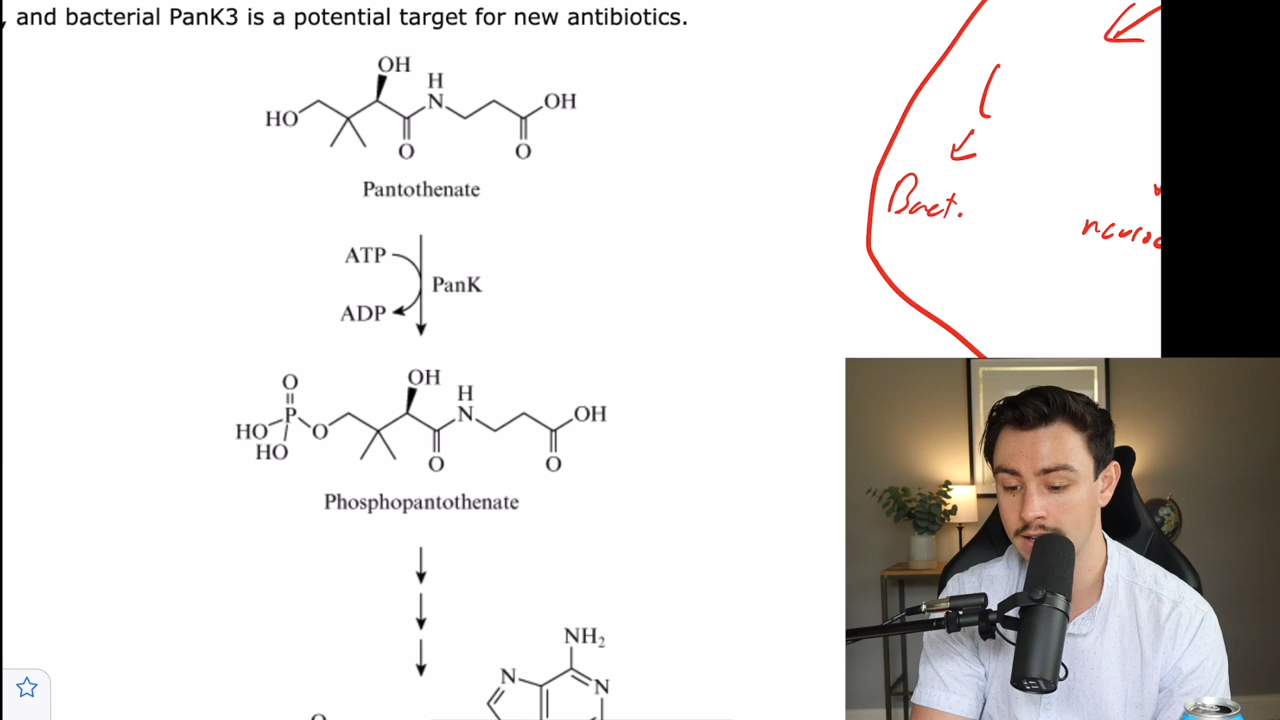 , and bacterial PanK3 is a potential target for new antibiotics.
OH
H
HO N OH
O O
Pantothenate
ATP
PanK
ADP
O
OH
H
P N OH
HO O
HO
O O
Phosphopantothenate
NH2
N
N
Bact.